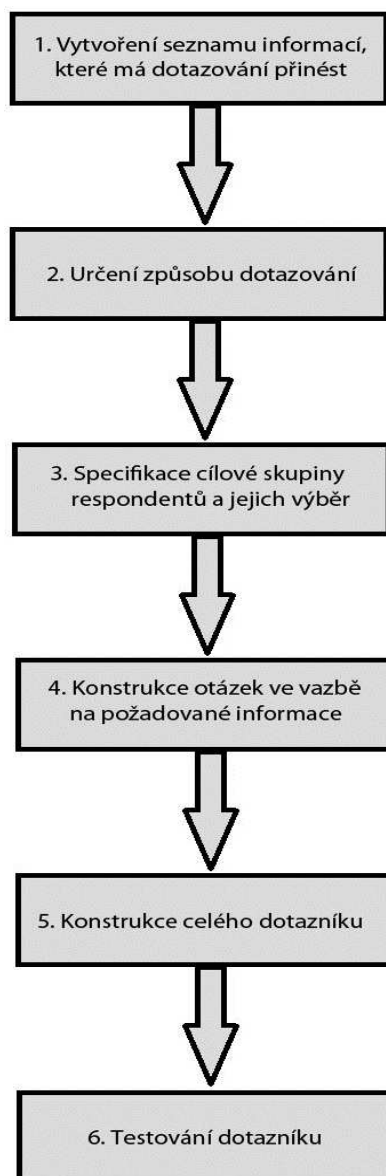 1. Vytvoření seznamu informací,
které má dotazování přinést
2. Určení způsobu dotazování
3. Specifikace cílové skupiny
respondentů a jejich výběr
4. Konstrukce otázek ve vazbě
na požadované informace
5. Konstrukce celého dotazníku
6. Testování dotazníku